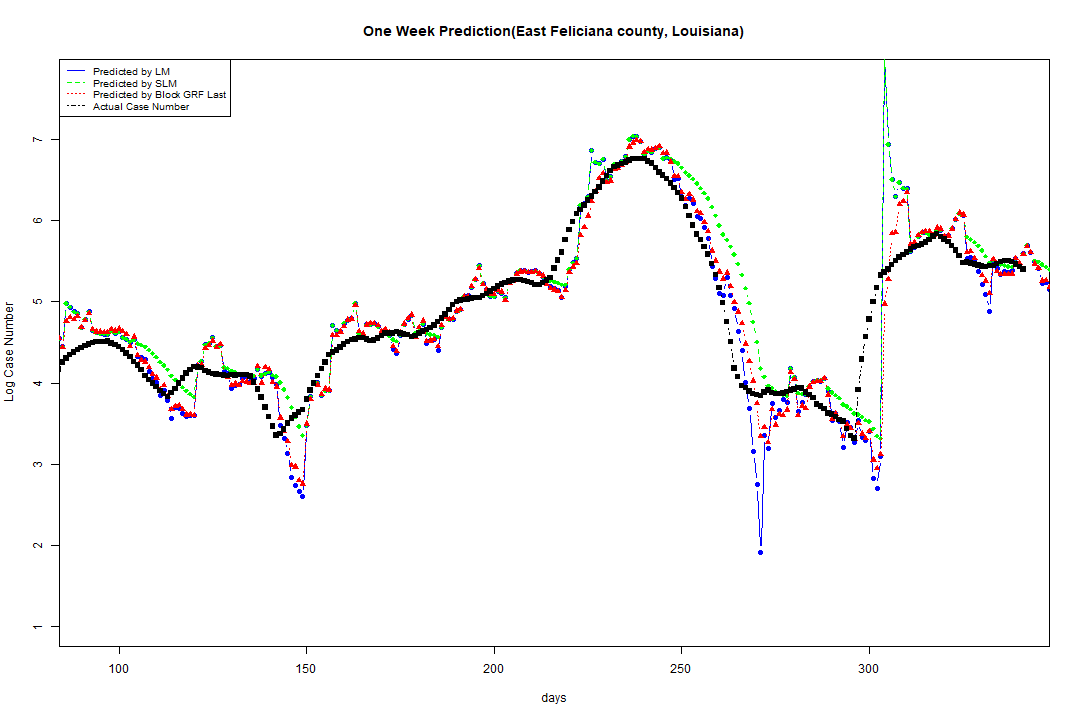 One Week Prediction(East Feliciana county, Louisiana)
Predicted by LM
Predicted by SLM
Predicted by Block GRF Last
Actual Case Number
Log Case Number
7
6
5
4
3
2
1
100 150 200 250 300
days